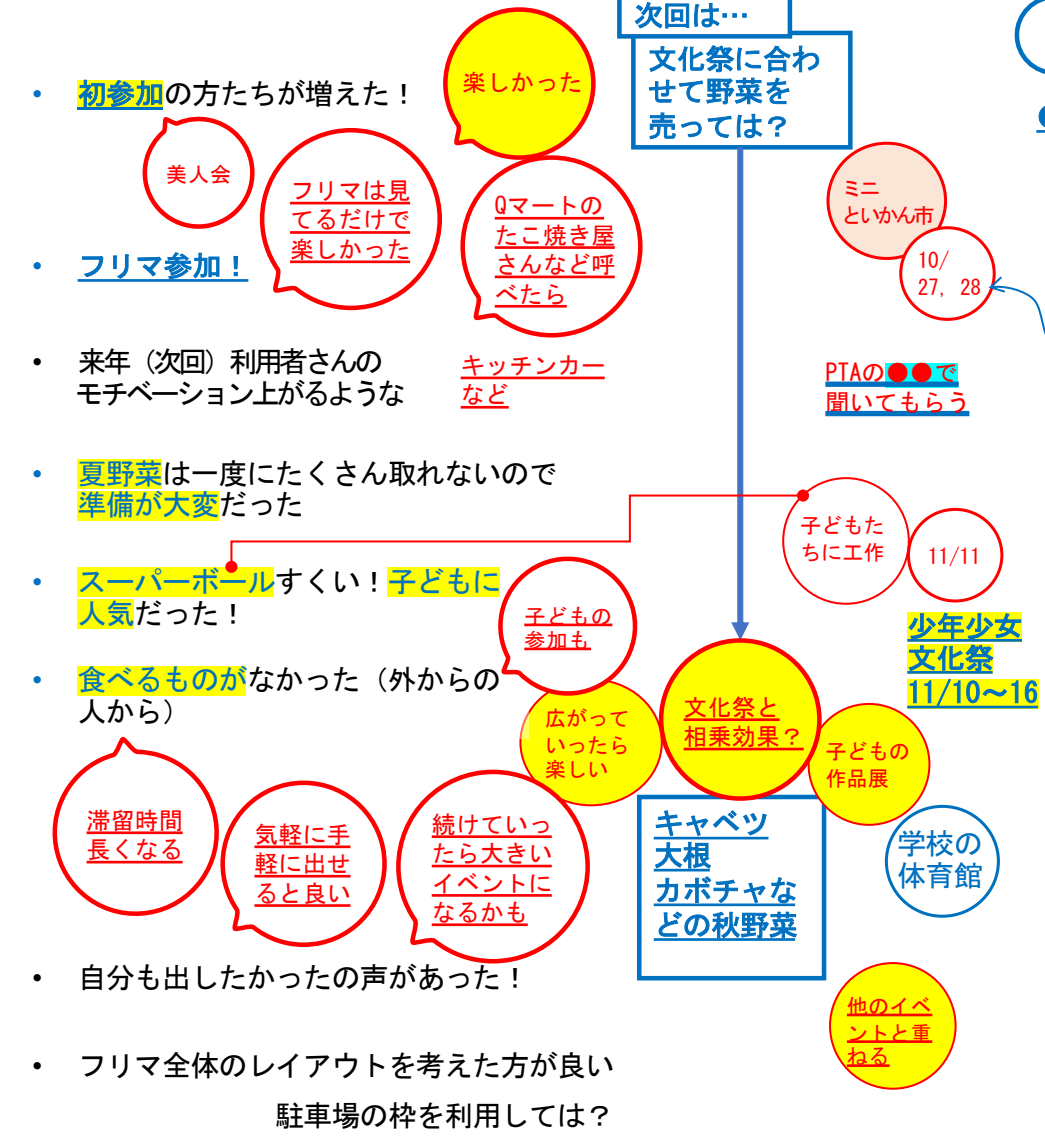 次回は…
文化祭に合わ
せて野菜を
売っては？
楽しかった
・ 初参加の方たちが増えた！
美人会
フリマは見
てるだけで
楽しかった
Qマートの
たこ焼き屋
さんなど呼
べたら
ミニ
といかん市
10/
27, 28
・ フリマ参加！
・ 来年（次回）利用者さんの
モチベーション上がるような
キッチンカー
など
PTAの●●で
聞いてもらう
・ 夏野菜は一度にたくさん取れないので
準備が大変だった
子どもた
ちに工作
11/11
・ スーパーボールすくい！子どもに
人気だった！
子どもの
参加も
少年少女
文化祭
11/10～16
・ 食べるものがなかった（外からの
人から）
広がって
いったら
楽しい
文化祭と
相乗効果？
子どもの
作品展
滞留時間
長くなる
気軽に手
軽に出せ
ると良い
続けていっ
たら大きい
イベントに
なるかも
キャベツ
大根
カボチャな
どの秋野菜
学校の
体育館
・ 自分も出したかったの声があった！
他のイベ
ントと重
ねる
・ フリマ全体のレイアウトを考えた方が良い
駐車場の枠を利用しては？